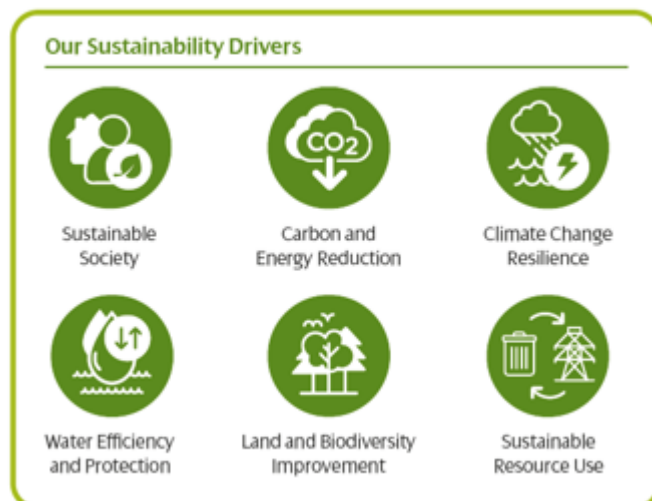 Our Sustainability Drivers
CO2
Sustainable
Society
Carbon and
Energy Reduction
Climate Change
Resilience
Water Efficiency
and Protection
Land and Biodiversity
Improvement
Sustainable
Resource Use